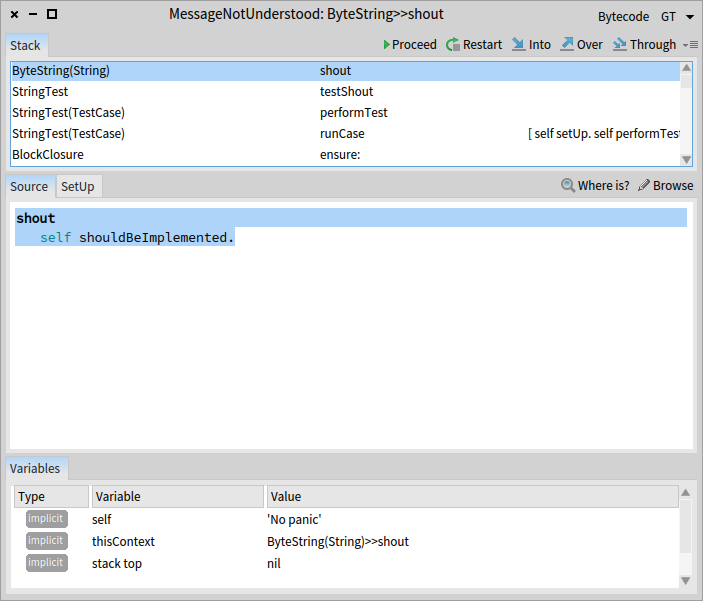 MessageNotUnderstood: ByteString>>shout
Bytecode GT
Stack
Proceed Restart Into Over Through
ByteString(String) shout
StringTest testShout
StringTest(TestCase) performTest
StringTest(TestCase) runCase [ self setUp. self performTest
BlockClosure ensure:
Source SetUp
Where is? Browse
shout
self shouldBeImplemented.
Variables
Type Variable Value
implicit self 'No panic'
implicit thisContext ByteString(String)>>shout
implicit stack top nil